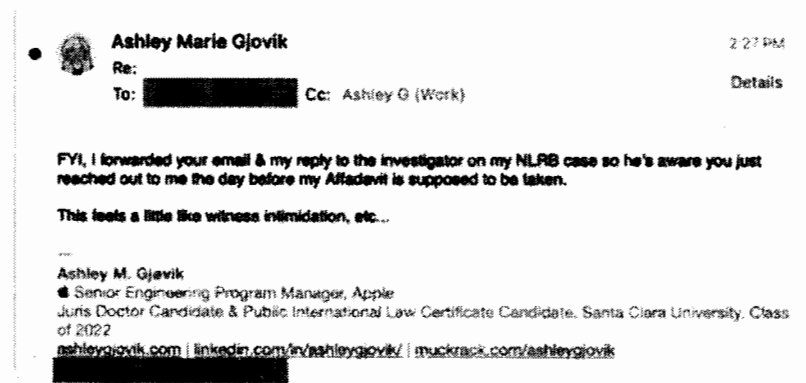 Ashley Marie Gjovik
2:27 PM
Re:
Details
To: Cc: Ashley G (Work)
FYI, I forwarded your email & my reply to the investigator on my NLRB case so he's aware you just
reached out to me the day before my Affadavit is supposed to be taken.
This feels a little like witness intimidation, etc...
—
Ashley M. Gjøvik
Senior Engineering Program Manager, Apple
Juris Doctor Candidate & Public International Law Certificate Candidate, Santa Clara University, Class
of 2022
ashleygjovik.com | linkedin.com/in/ashleygjovik/ | muckrack.com/ashleygjovik